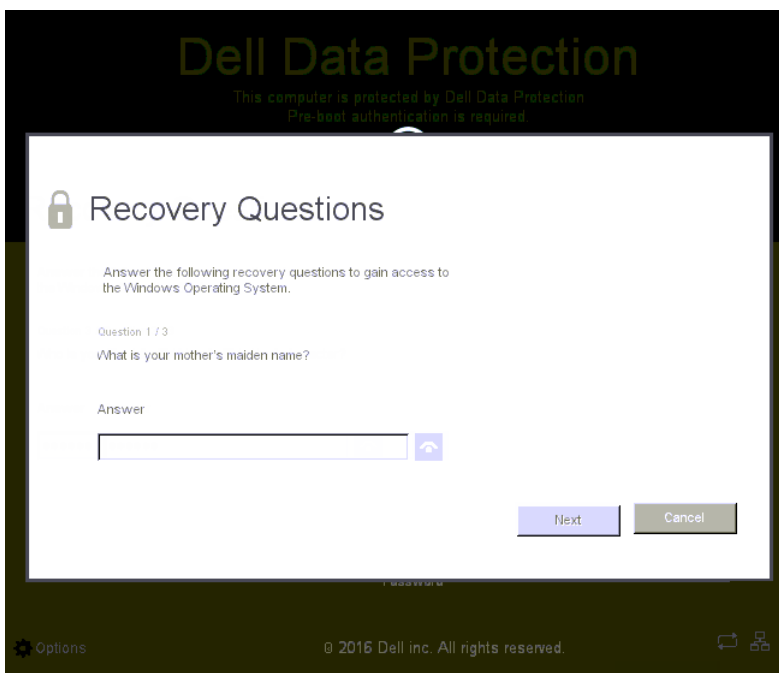 Dell Data Protection
This computer is protected by Dell Data Protection
Pre-boot authentication is required.
Recovery Questions
Answer the following recovery questions to gain access to
the Windows Operating System.
Question 1 / 3
What is your mother's maiden name?
Answer
Next
Cancel
Password
Options
© 2016 Dell inc. All rights reserved.